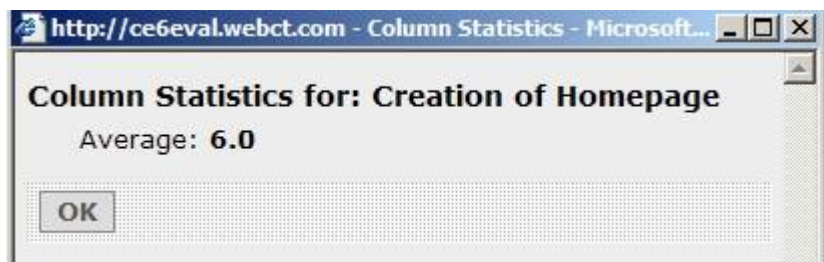 http://ce6eval.webct.com - Column Statistics - Microsoft...
Column Statistics for: Creation of Homepage
Average: 6.0
OK